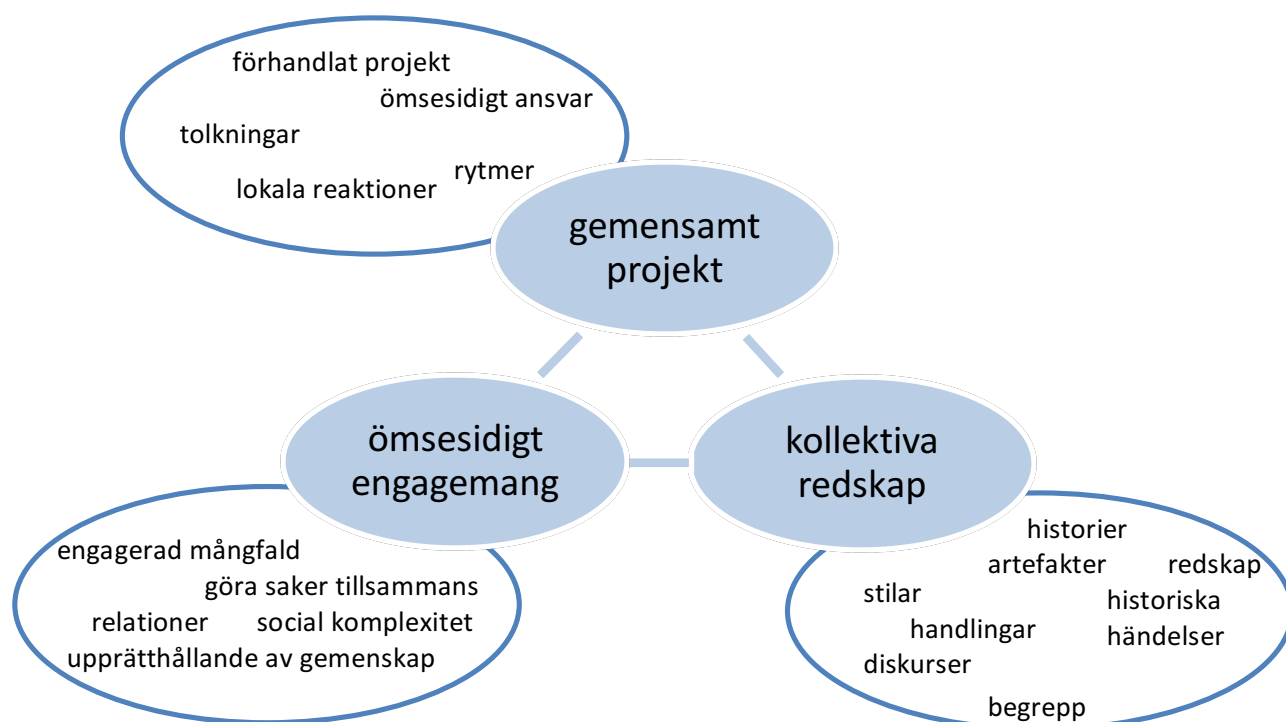 förhandlat projekt
ömsesidigt ansvar
tolkningar
rytmer
lokala reaktioner
gemensamt
projekt
ömsesidigt
engagemang
kollektiva
redskap
engagerad mångfald
göra saker tillsammans
relationer social komplexitet
upprätthållande av gemenskap
historier
artefakter redskap
stilar
historiska
handlingar
händelser
diskurser
begrepp